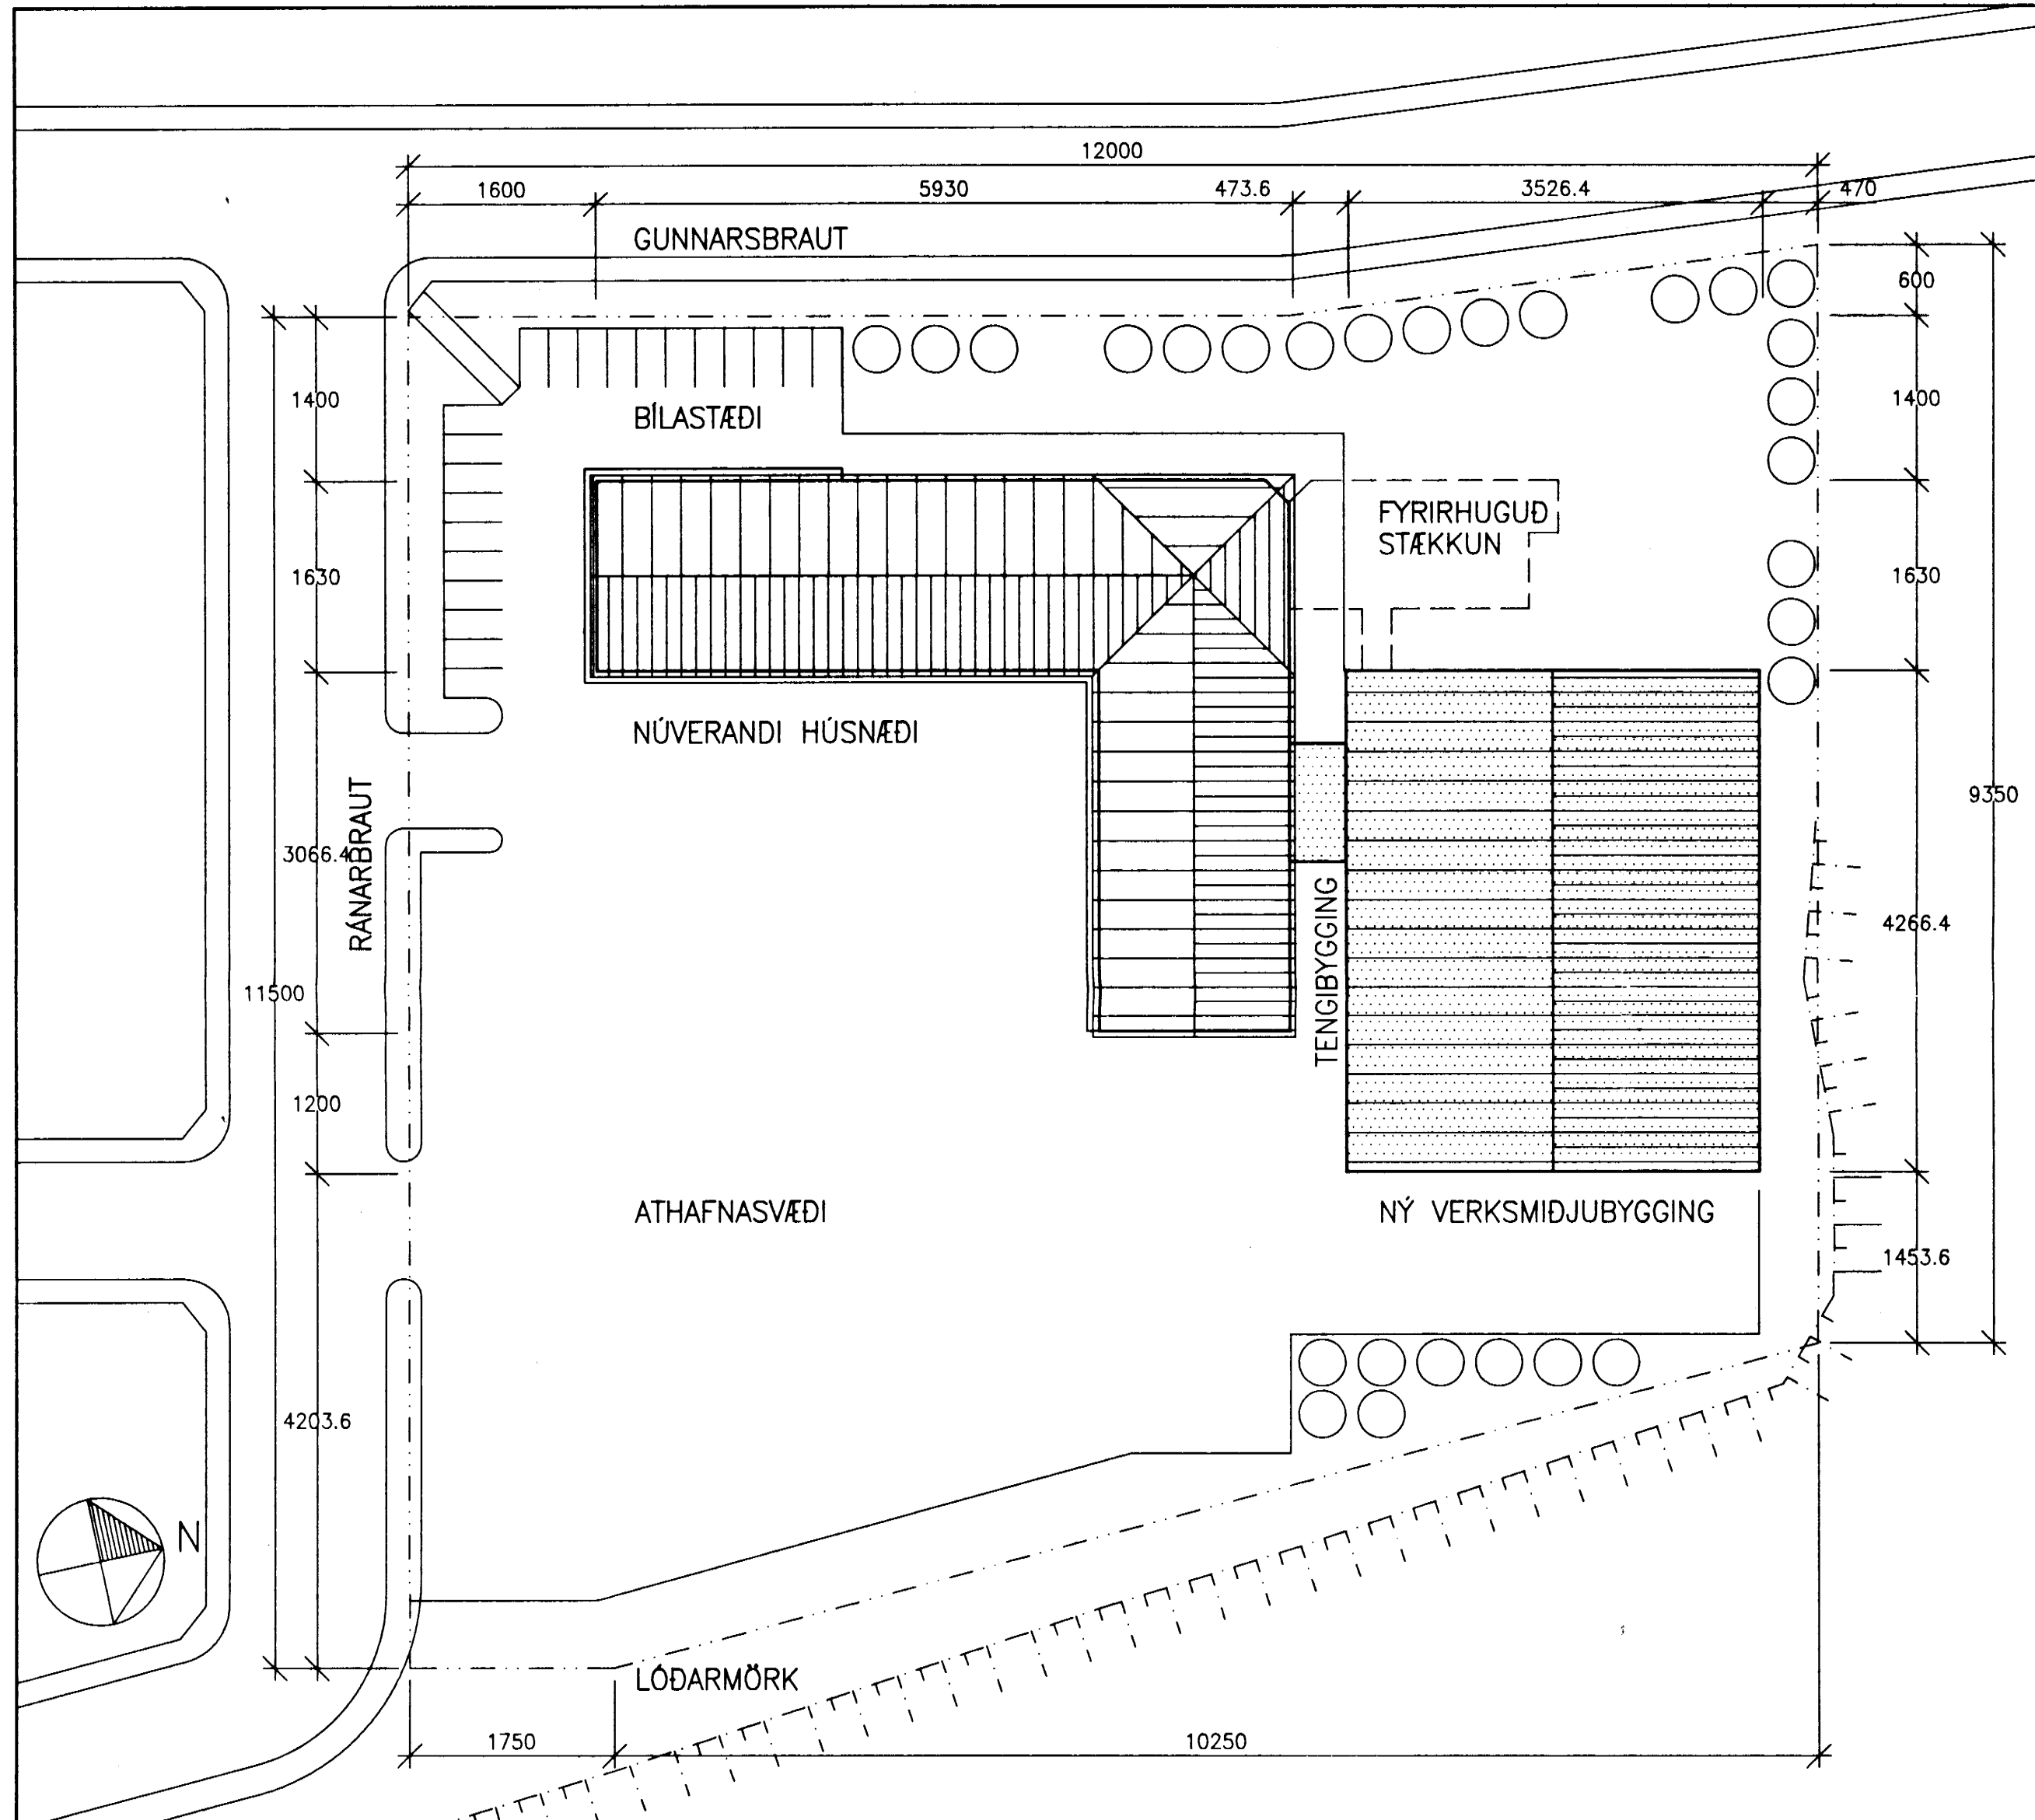 12000
1600
5930
473.6
3526.4
470
GUNNARSBRAUT
600
1400
BÍLASTÆÐI
1400
FYRIRHUGUÐ
STÆKKUN
1630
1630
NÚVERANDI HÚSNÆÐI
RÁNARBRAUT
9350
3066.4
TENGIBYGGING
4266.4
11500
1200
ATHAFNASVÆÐI
NÝ VERKSMIÐJUBYGGING
1453.6
4203.6
N
LÓÐARMÖRK
1750
10250